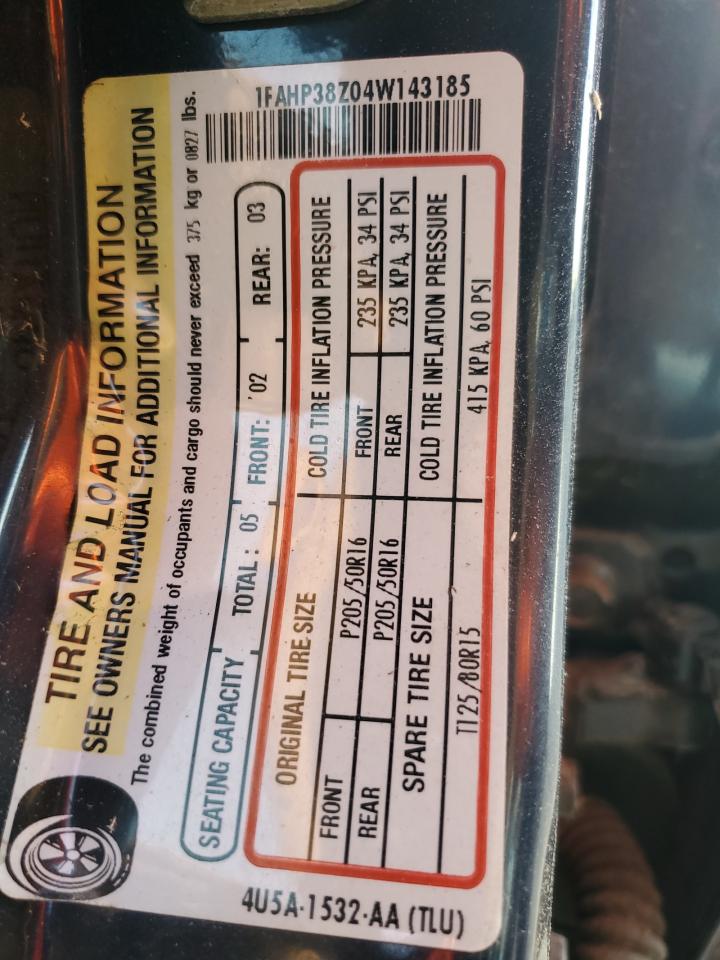 TIRE AND LOAD INFORMATION
SEE OWNERS MANUAL FOR ADDITIONAL INFORMATION
The combined weight of occupants and cargo should never exceed 375 kg or 0827 lbs.
SEATING CAPACITY TOTAL : 05 FRONT: 02 REAR: 03
1FAHP38Z04W143185
ORIGINAL TIRE SIZE COLD TIRE INFLATION PRESSURE
FRONT P205/50R16 FRONT 235 KPA, 34 PSI
REAR P205/50R16 REAR 235 KPA, 34 PSI
SPARE TIRE SIZE COLD TIRE INFLATION PRESSURE
T125/80R15 415 KPA, 60 PSI
4U5A-1532-AA (TLU)